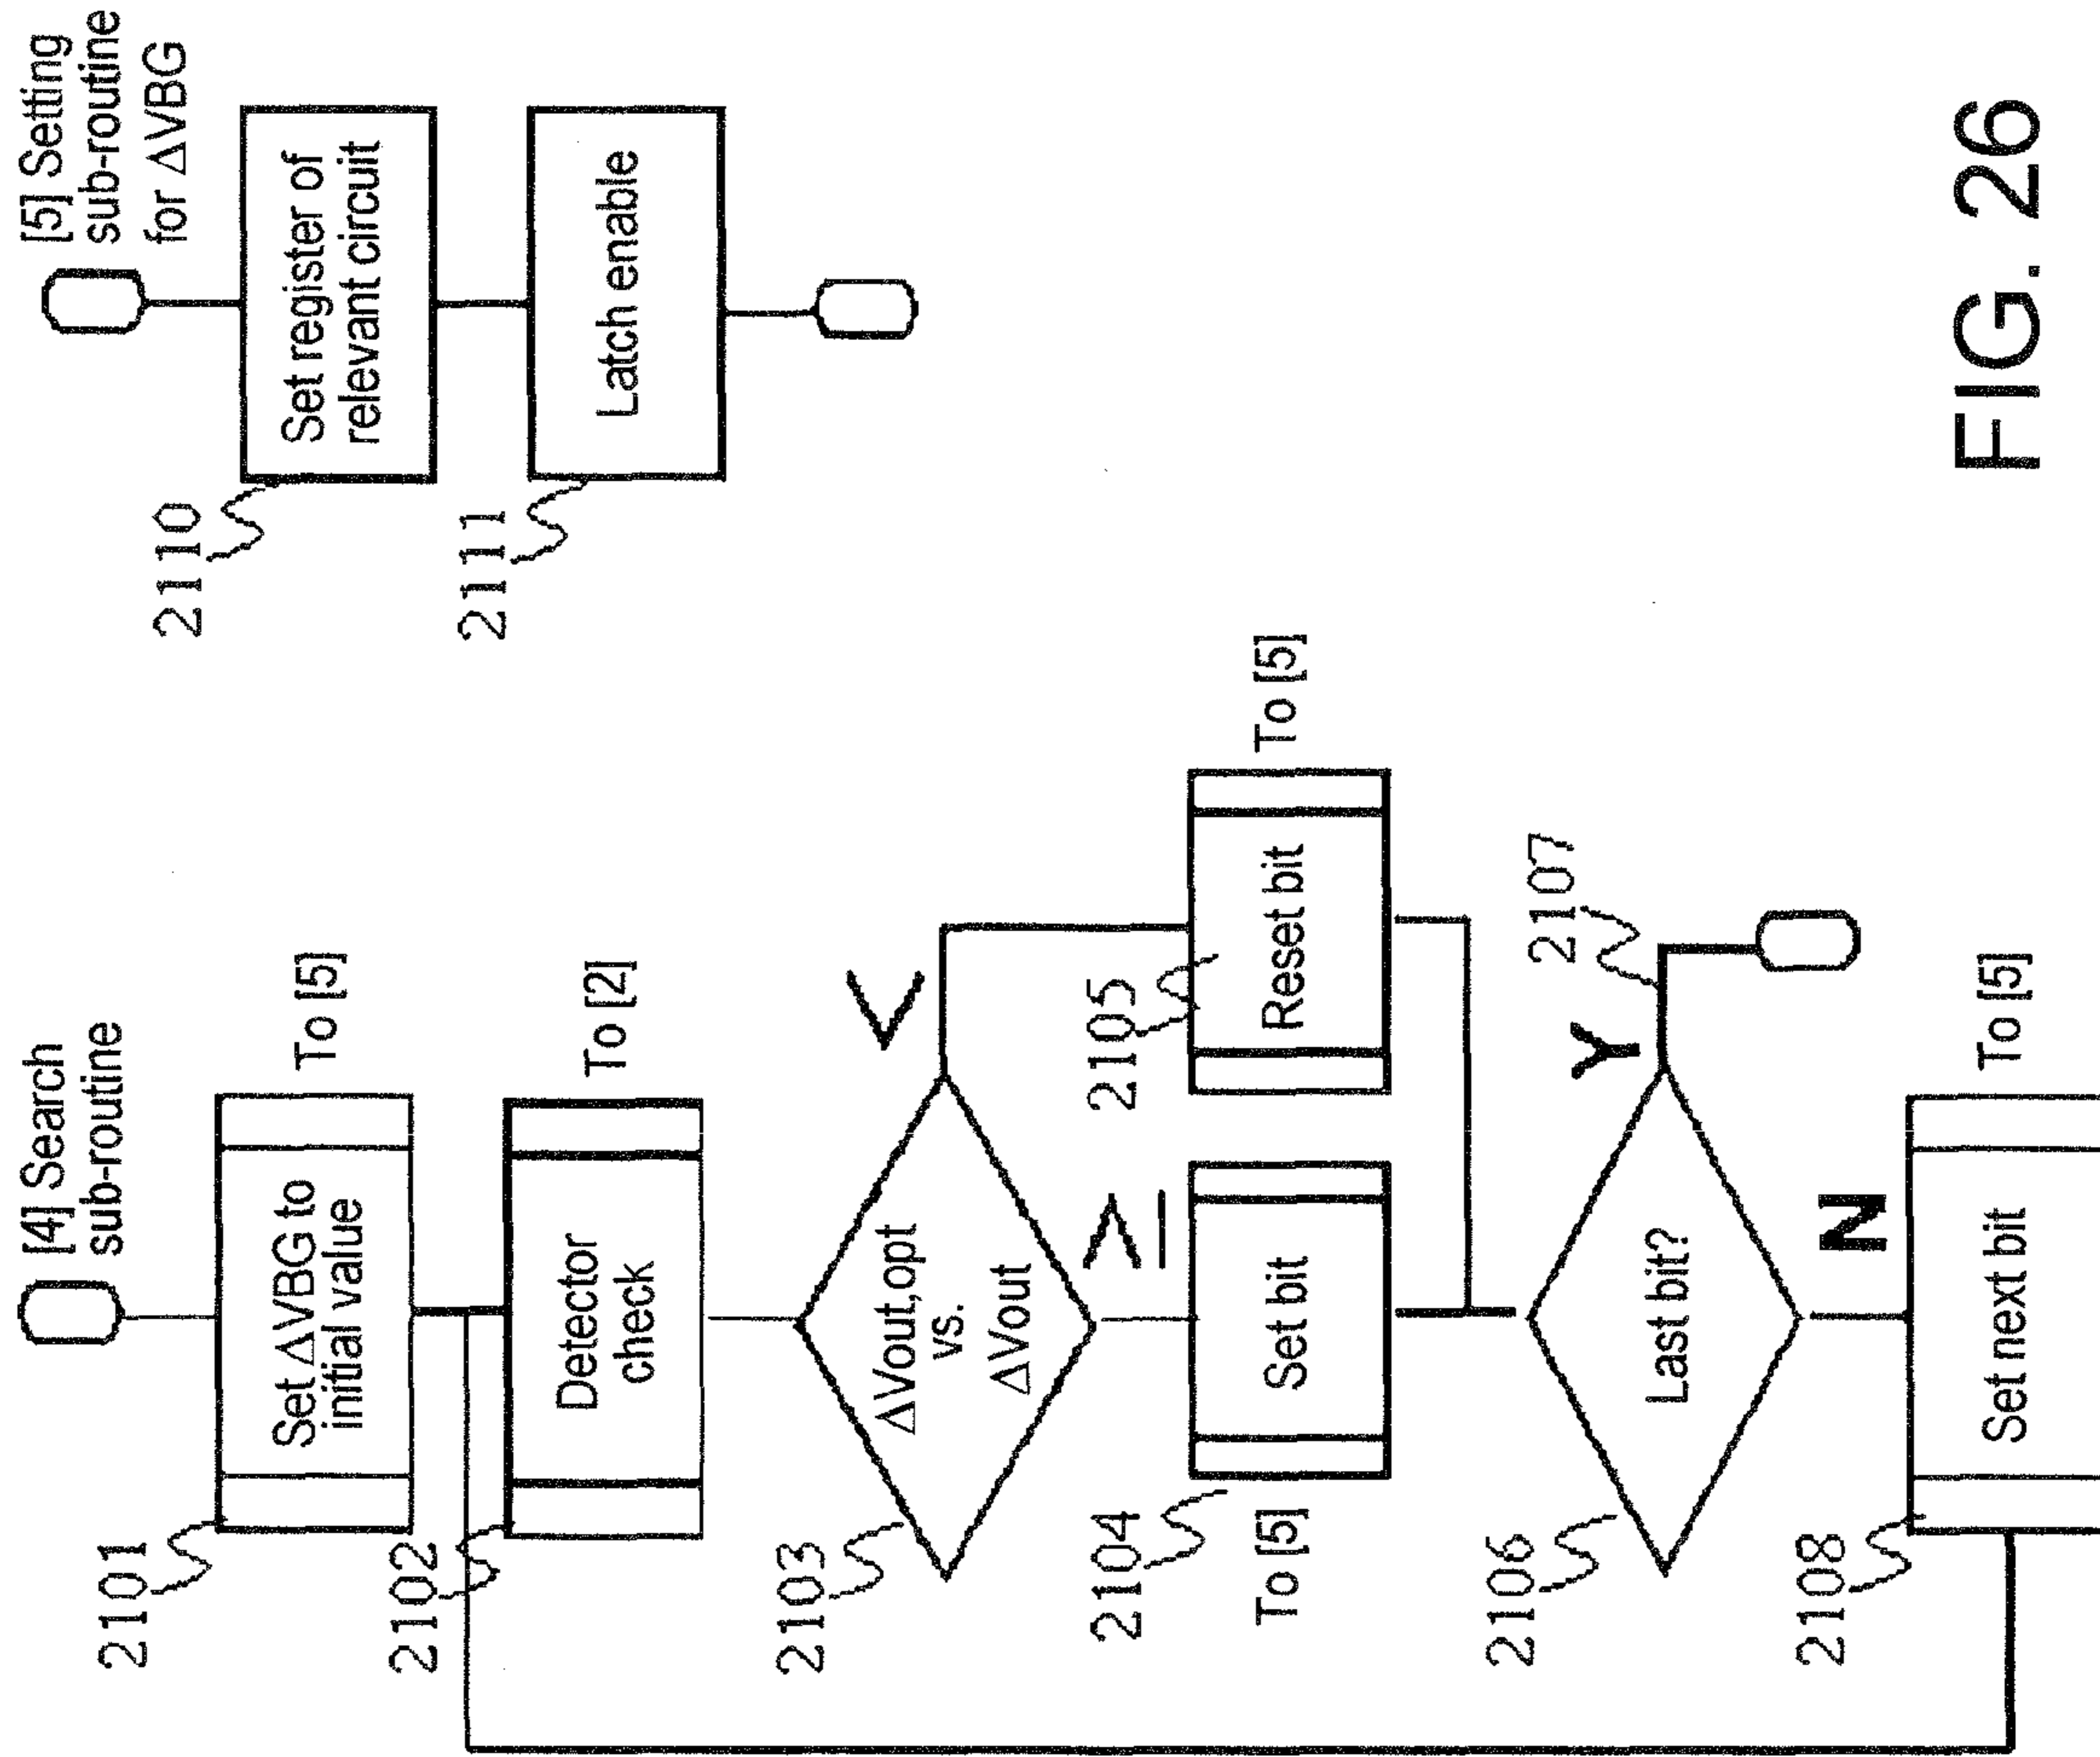 [4] Search
sub-routine
2101
Set ΔVBG to
initial value
To [5]
2102
Detector
check
To [2]
2103
ΔVout,opt
vs.
ΔVout
<
≥
2104
To [5]
Set bit
2105
Reset bit
To [5]
2106
Last bit?
Y
2107
N
2108
Set next bit
To [5]
[5] Setting
sub-routine
for ΔVBG
2110
Set register of
relevant circuit
2111
Latch enable
FIG. 26